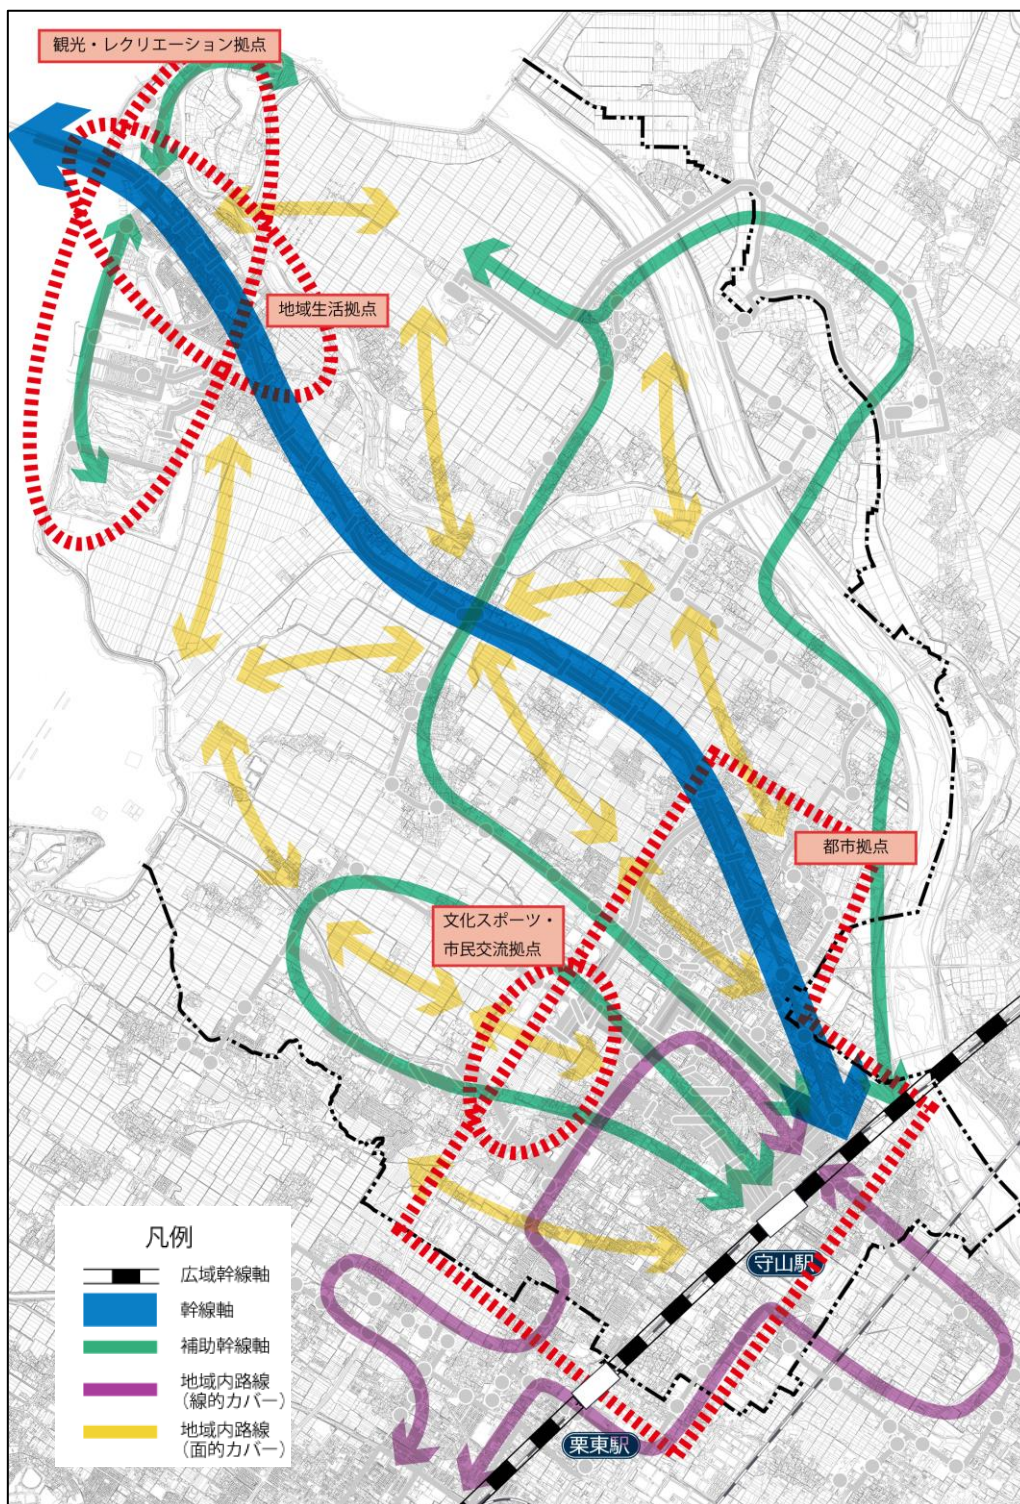 観光・レクリエーション拠点
地域生活拠点
都市拠点
文化スポーツ・
市民交流拠点
守山駅
栗東駅
凡例
広域幹線軸
幹線軸
補助幹線軸
地域内路線
(線的カバー)
地域内路線
(面的カバー)